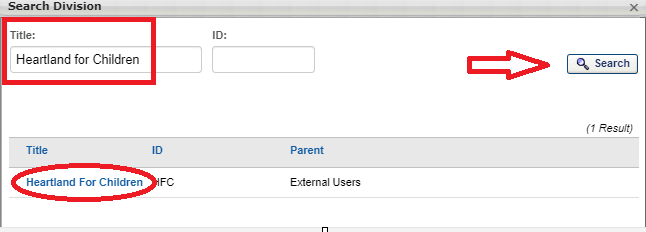 Search Division
Title: ID:
Heartland for Children
Search
(1 Result)
Title ID Parent
Heartland For Children HFC External Users